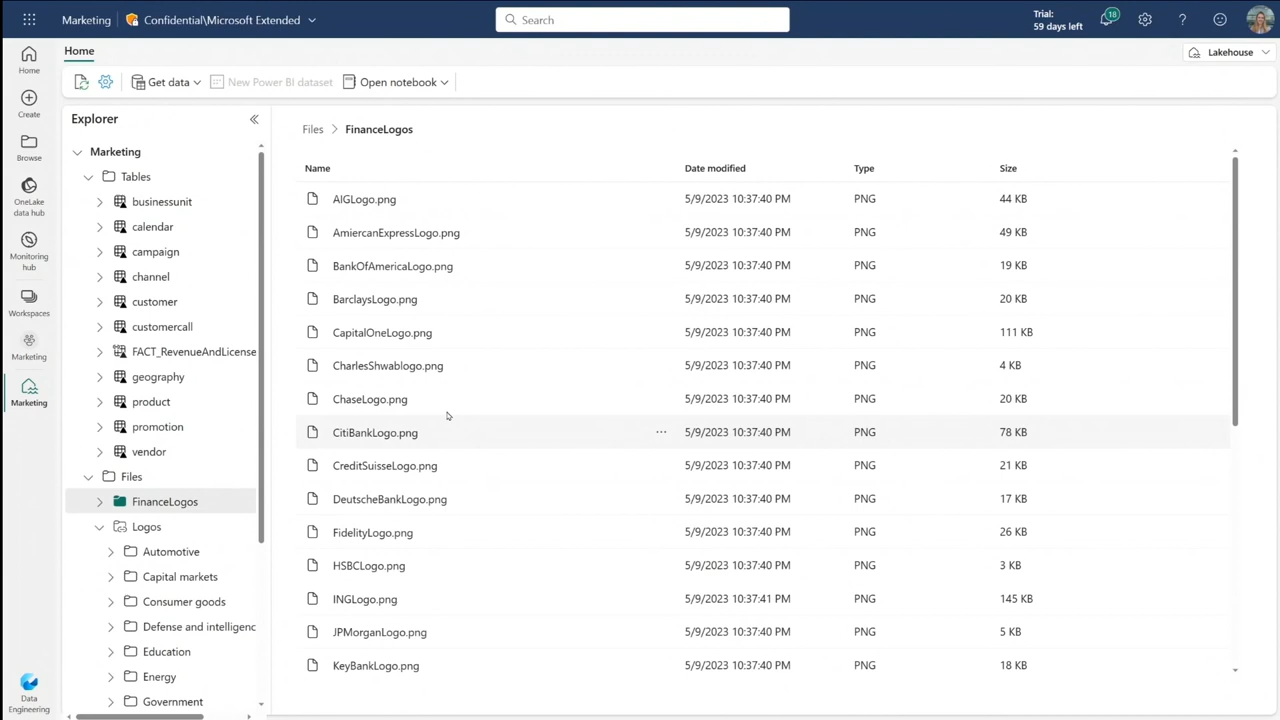 Marketing
Confidential\Microsoft Extended
Search
Trial:
59 days left
18
Home
Lakehouse
Get data
New Power BI dataset
Open notebook
Home
Create
Browse
OneLake
data hub
Monitoring
hub
Workspaces
Marketing
Marketing
Data
Engineering
Explorer
Marketing
Tables
businessunit
calendar
campaign
channel
customer
customercall
FACT_RevenueAndLicense
geography
product
promotion
vendor
Files
FinanceLogos
Logos
Automotive
Capital markets
Consumer goods
Defense and intelligenc
Education
Energy
Government
Files > FinanceLogos
Name Date modified Type Size
AIGLogo.png 5/9/2023 10:37:40 PM PNG 44 KB
AmiercanExpressLogo.png 5/9/2023 10:37:40 PM PNG 49 KB
BankOfAmericaLogo.png 5/9/2023 10:37:40 PM PNG 19 KB
BarclaysLogo.png 5/9/2023 10:37:40 PM PNG 20 KB
CapitalOneLogo.png 5/9/2023 10:37:40 PM PNG 111 KB
CharlesShwablogo.png 5/9/2023 10:37:40 PM PNG 4 KB
ChaseLogo.png 5/9/2023 10:37:40 PM PNG 20 KB
CitiBankLogo.png ... 5/9/2023 10:37:40 PM PNG 78 KB
CreditSuisseLogo.png 5/9/2023 10:37:40 PM PNG 21 KB
DeutscheBankLogo.png 5/9/2023 10:37:40 PM PNG 17 KB
FidelityLogo.png 5/9/2023 10:37:40 PM PNG 26 KB
HSBCLogo.png 5/9/2023 10:37:40 PM PNG 3 KB
INGLogo.png 5/9/2023 10:37:41 PM PNG 145 KB
JPMorganLogo.png 5/9/2023 10:37:40 PM PNG 5 KB
KeyBankLogo.png 5/9/2023 10:37:40 PM PNG 18 KB